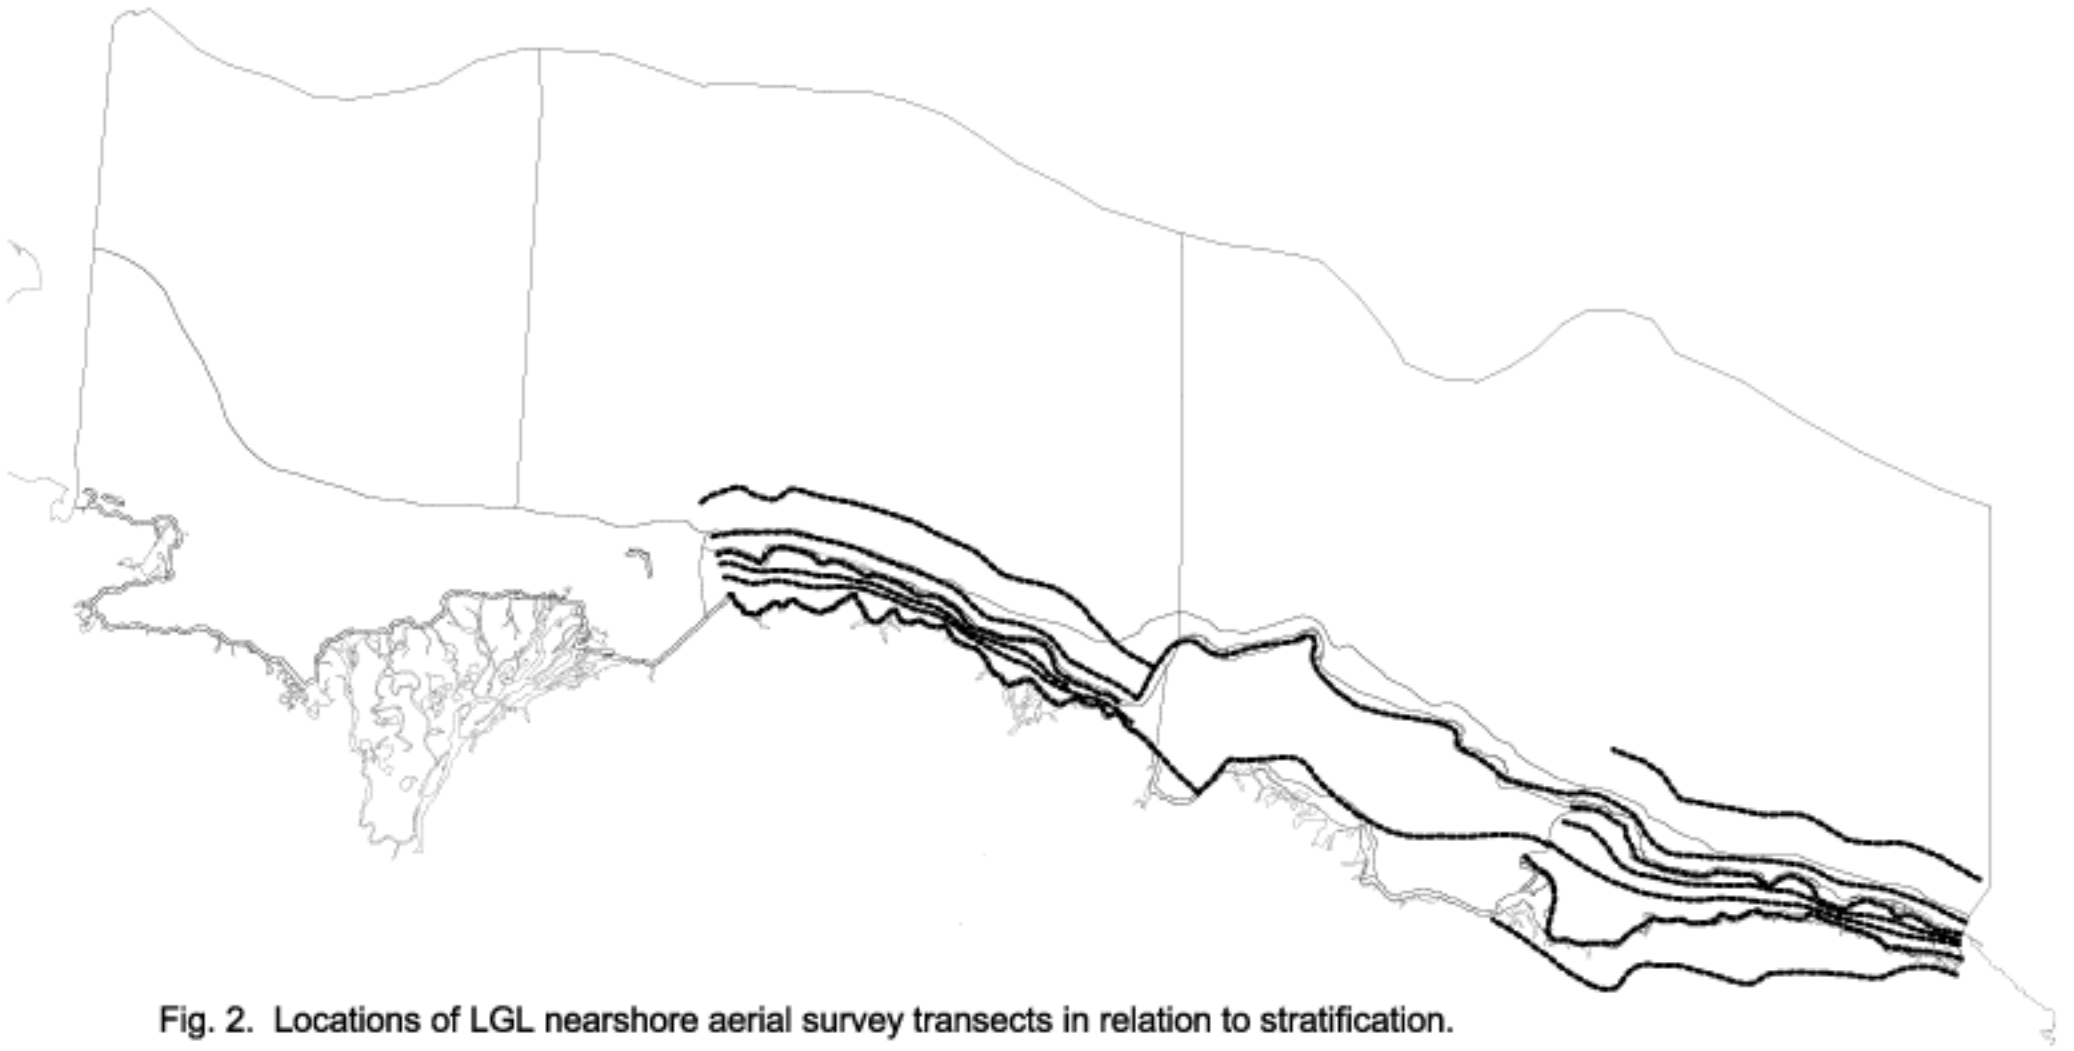 Fig. 2. Locations of LGL nearshore aerial survey transects in relation to stratification.